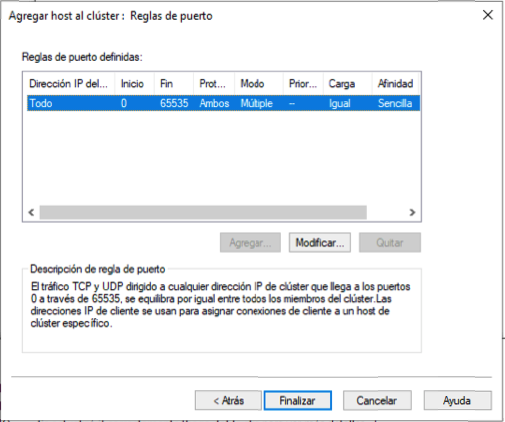 Agregar host al clúster : Reglas de puerto
Reglas de puerto definidas:
Dirección IP del... Inicio Fin Prot... Modo Prior... Carga Afinidad
Todo 0 65535 Ambos Múltiple -- Igual Sencilla
Agregar... Modificar... Quitar
Descripción de regla de puerto
El tráfico TCP y UDP dirigido a cualquier dirección IP de clúster que llega a los puertos
0 a través de 65535, se equilibra por igual entre todos los miembros del clúster.Las
direcciones IP de cliente se usan para asignar conexiones de cliente a un host de
clúster específico.
< Atrás Finalizar Cancelar Ayuda